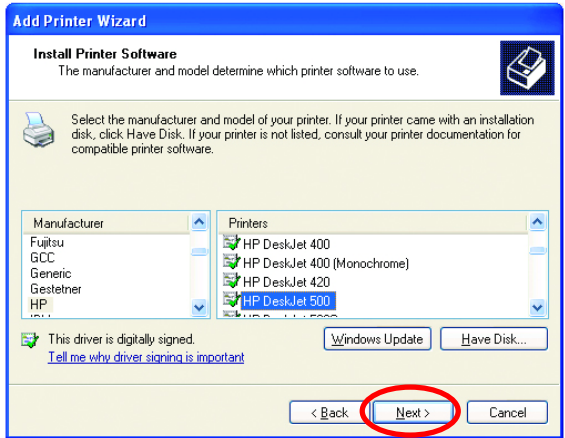 Add Printer Wizard
Install Printer Software
The manufacturer and model determine which printer software to use.
Select the manufacturer and model of your printer. If your printer came with an installation
disk, click Have Disk. If your printer is not listed, consult your printer documentation for
compatible printer software.
Manufacturer
Fujitsu
GCC
Generic
Gestetner
HP
Printers
HP DeskJet 400
HP DeskJet 400 (Monochrome)
HP DeskJet 420
HP DeskJet 500
This driver is digitally signed.
Tell me why driver signing is important
Windows Update
Have Disk...
< Back
Next >
Cancel